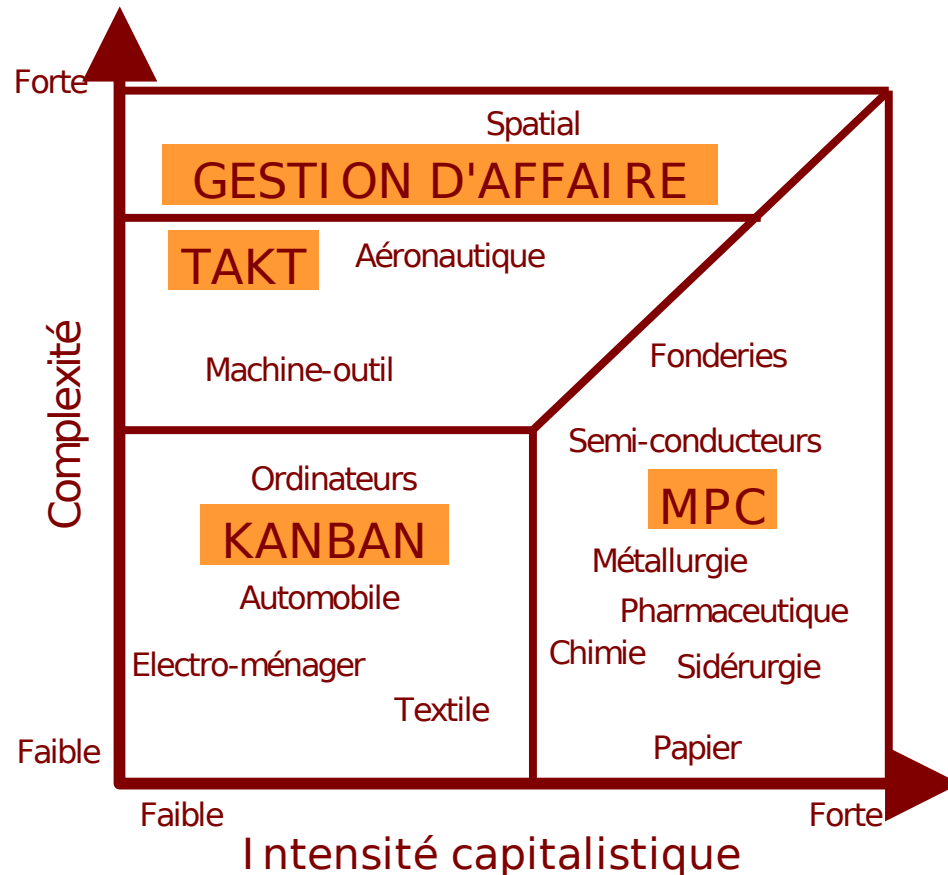 Forte
Spatial
GESTION D'AFFAIRE
TAKT
Aéronautique
Machine-outil
Fonderies
Complexité
Semi-conducteurs
Ordinateurs
MPC
KANBAN
Métallurgie
Automobile
Pharmaceutique
Electro-ménager
Chimie
Sidérurgie
Textile
Papier
Faible
Faible
Forte
Intensité capitalistique